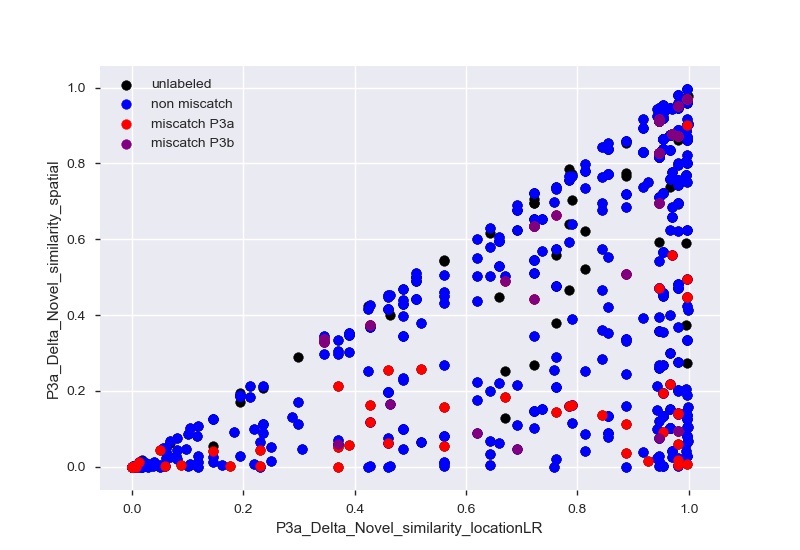 unlabeled
non miscatch
miscatch P3a
miscatch P3b
1.0
0.8
0.6
0.4
0.2
0.0
P3a_Delta_Novel_similarity_spatial
0.0 0.2 0.4 0.6 0.8 1.0
P3a_Delta_Novel_similarity_locationLR